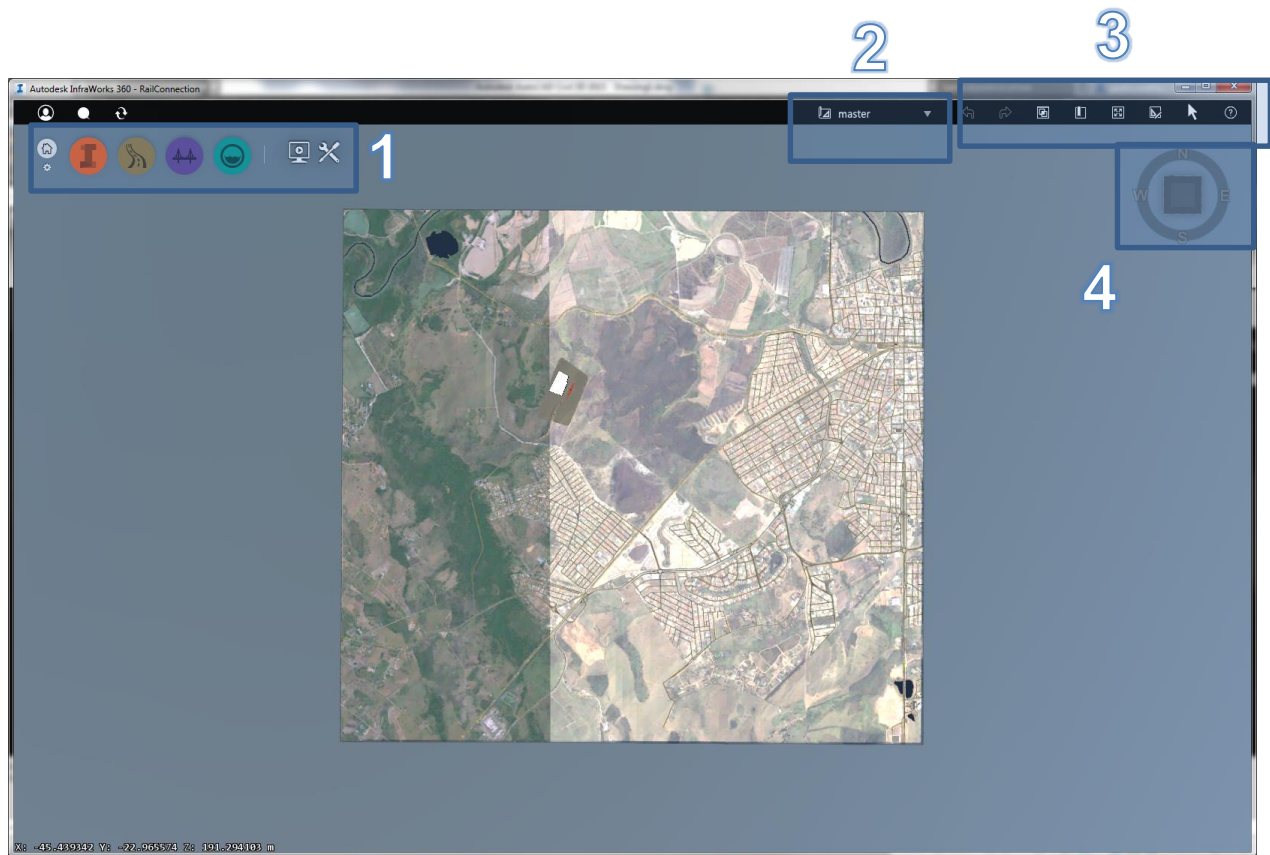 2
3
Autodesk InfraWorks 360 - RailConnection
master
1
N
W
E
S
4
X: -45.439342 Y: -22.965574 Z: 191.294103 m